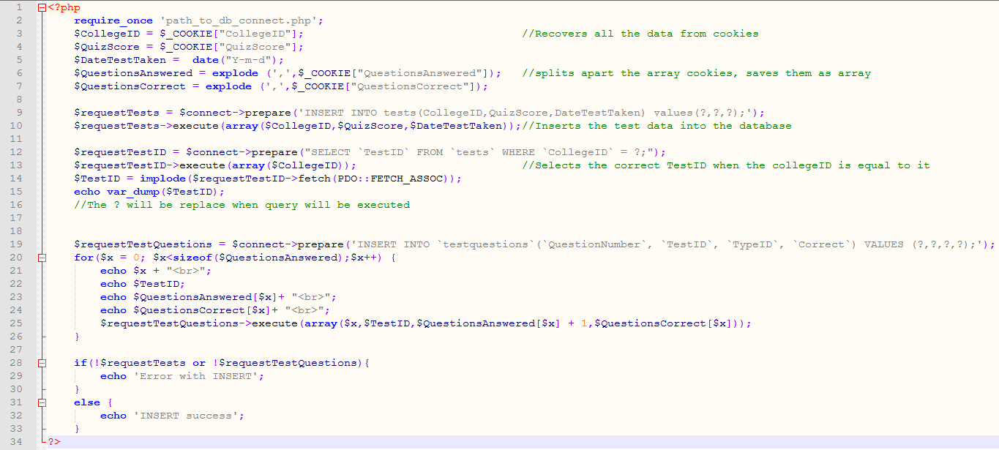 1 <?php
2 require_once 'path_to_db_connect.php';
3 $CollegeID = $_COOKIE["CollegeID"]; //Recovers all the data from cookies
4 $QuizScore = $_COOKIE["QuizScore"];
5 $DateTestTaken =  date("Y-m-d");
6 $QuestionsAnswered = explode (',',$_COOKIE["QuestionsAnswered"]); //splits apart the array cookies, saves them as array
7 $QuestionsCorrect = explode (',',$_COOKIE["QuestionsCorrect"]);
8
9 $requestTests = $connect->prepare('INSERT INTO tests(CollegeID,QuizScore,DateTestTaken) values(?,?,?);');
10 $requestTests->execute(array($CollegeID,$QuizScore,$DateTestTaken));//Inserts the test data into the database
11
12 $requestTestID = $connect->prepare("SELECT `TestID` FROM `tests` WHERE `CollegeID` = ?;");
13 $requestTestID->execute(array($CollegeID)); //Selects the correct TestID when the collegeID is equal to it
14 $TestID = implode($requestTestID->fetch(PDO::FETCH_ASSOC));
15 echo var_dump($TestID);
16 //The ? will be replace when query will be executed
17
18
19 $requestTestQuestions = $connect->prepare('INSERT INTO `testquestions`(`QuestionNumber`, `TestID`, `TypeID`, `Correct`) VALUES (?,?,?,?);');
20 for($x = 0; $x<sizeof($QuestionsAnswered);$x++) {
21 echo $x + "<br>";
22 echo $TestID;
23 echo $QuestionsAnswered[$x]+ "<br>";
24 echo $QuestionsCorrect[$x]+ "<br>";
25 $requestTestQuestions->execute(array($x,$TestID,$QuestionsAnswered[$x] + 1,$QuestionsCorrect[$x]));
26 }
27
28 if(!$requestTests or !$requestTestQuestions){
29 echo 'Error with INSERT';
30 }
31 else {
32 echo 'INSERT success';
33 }
34 ?>